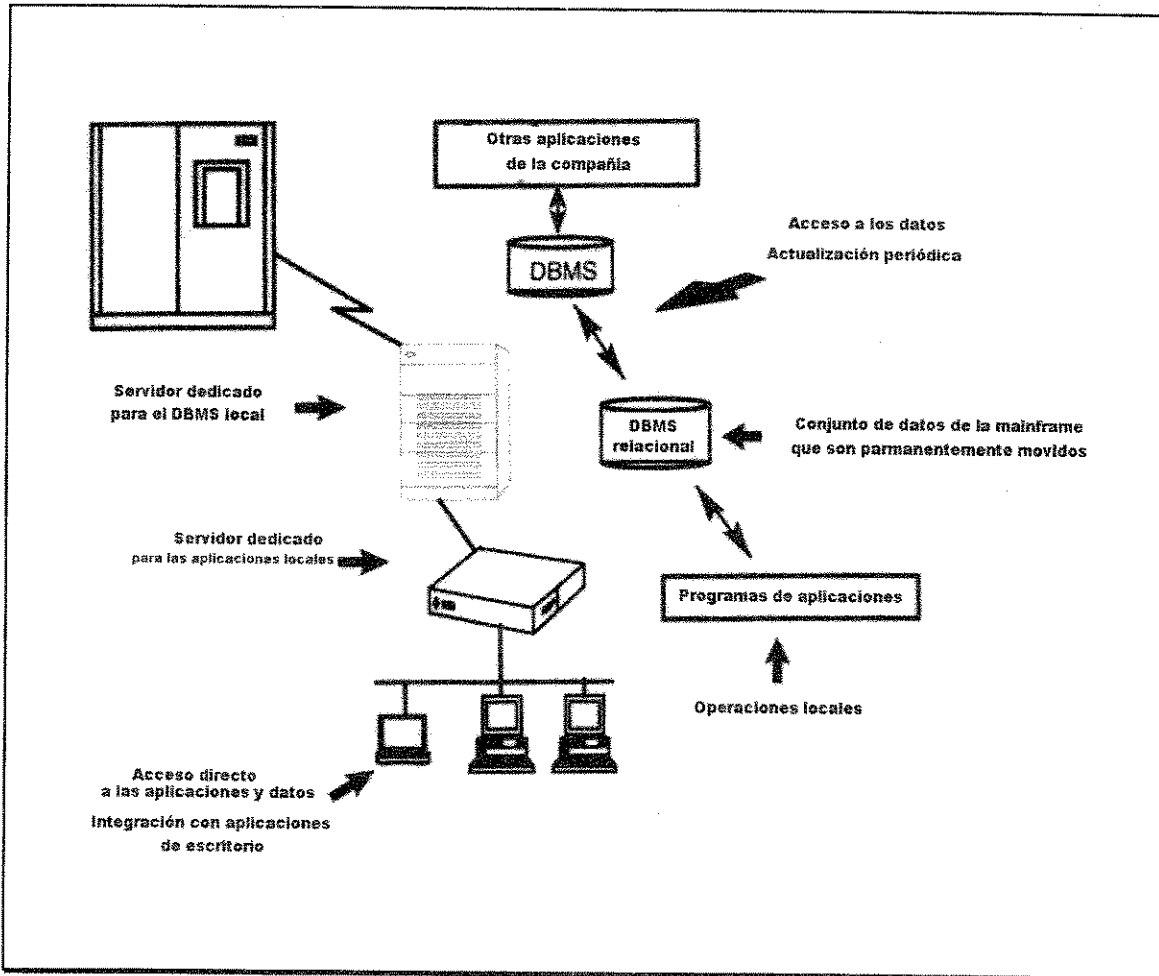 Otras aplicaciones
de la compañía
DBMS
Acceso a los datos
Actualización periódica
Servidor dedicado
para el DBMS local
DBMS
relacional
Conjunto de datos de la mainframe
que son parmanentemente movidos
Servidor dedicado
para las aplicaciones locales
Programas de aplicaciones
Operaciones locales
Acceso directo
a las aplicaciones y datos
Integración con aplicaciones
de escritorio